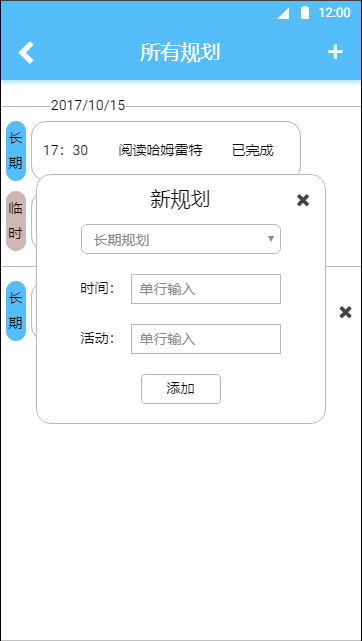 12:00
所有规划
2017/10/15
长期
17：30 阅读哈姆雷特 已完成
临时
长期
新规划
长期规划
时间： 单行输入
活动： 单行输入
添加